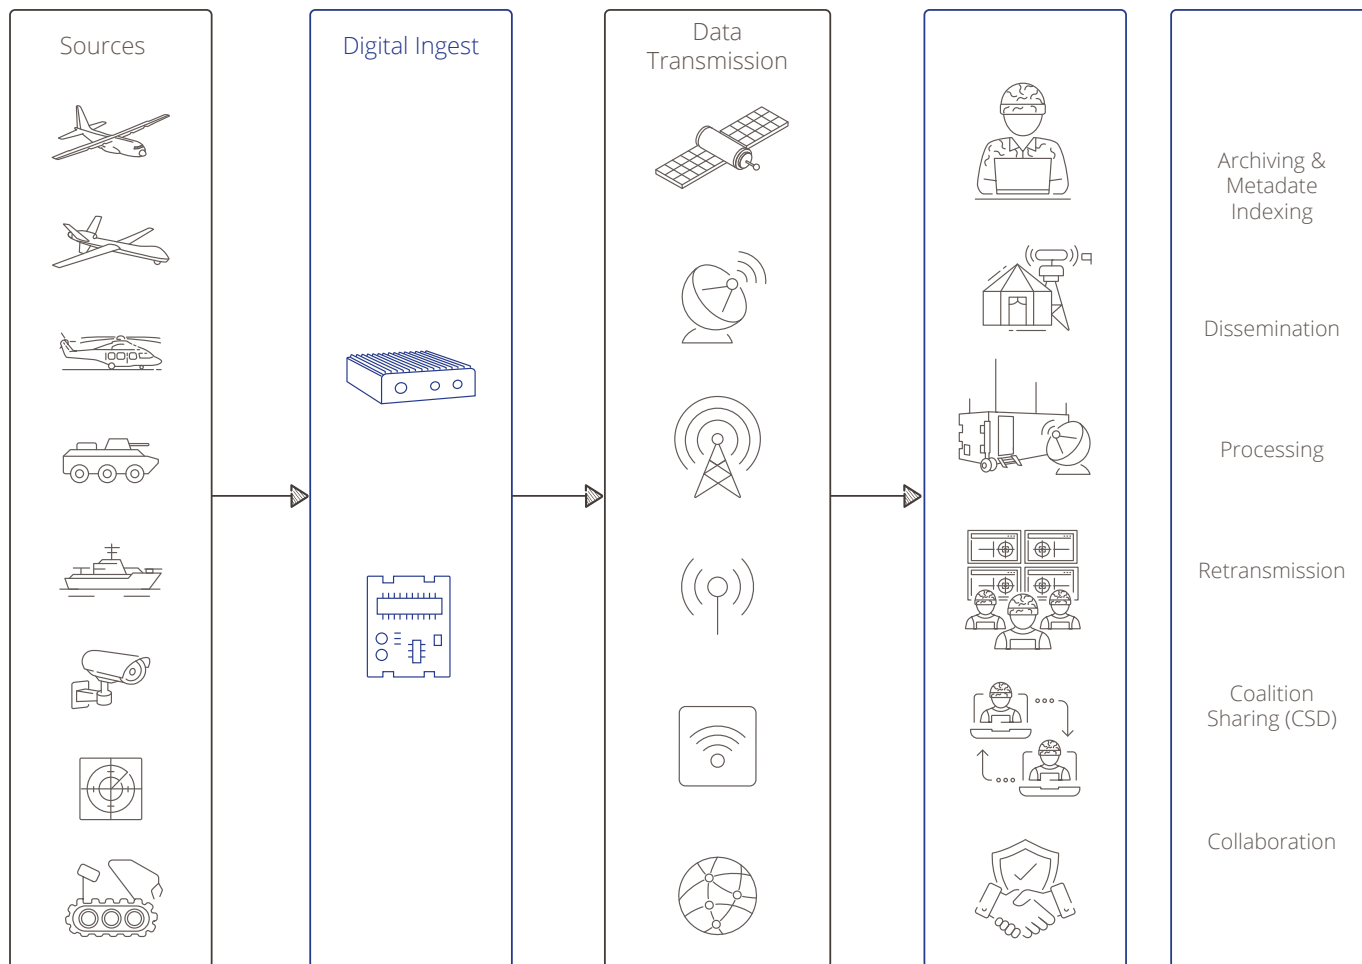 Sources
Digital Ingest
Data
Transmission
Archiving &
Metadate
Indexing
Dissemination
Processing
Retransmission
Coalition
Sharing (CSD)
Collaboration